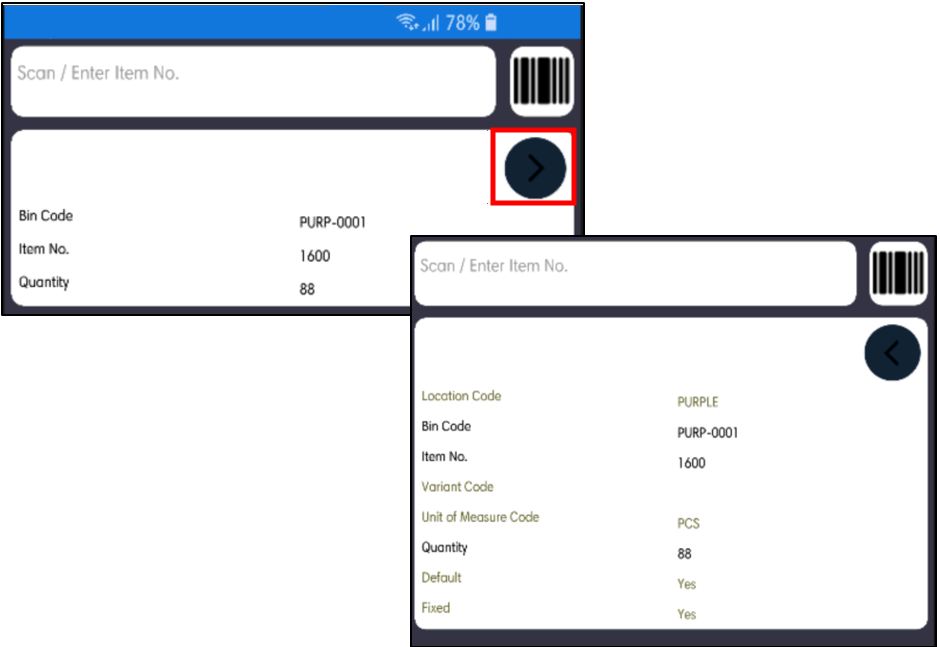 78%
Scan / Enter Item No.
Bin Code PURP-0001
Item No. 1600
Quantity 88
Scan / Enter Item No.
Location Code PURPLE
Bin Code PURP-0001
Item No. 1600
Variant Code
Unit of Measure Code PCS
Quantity 88
Default Yes
Fixed Yes